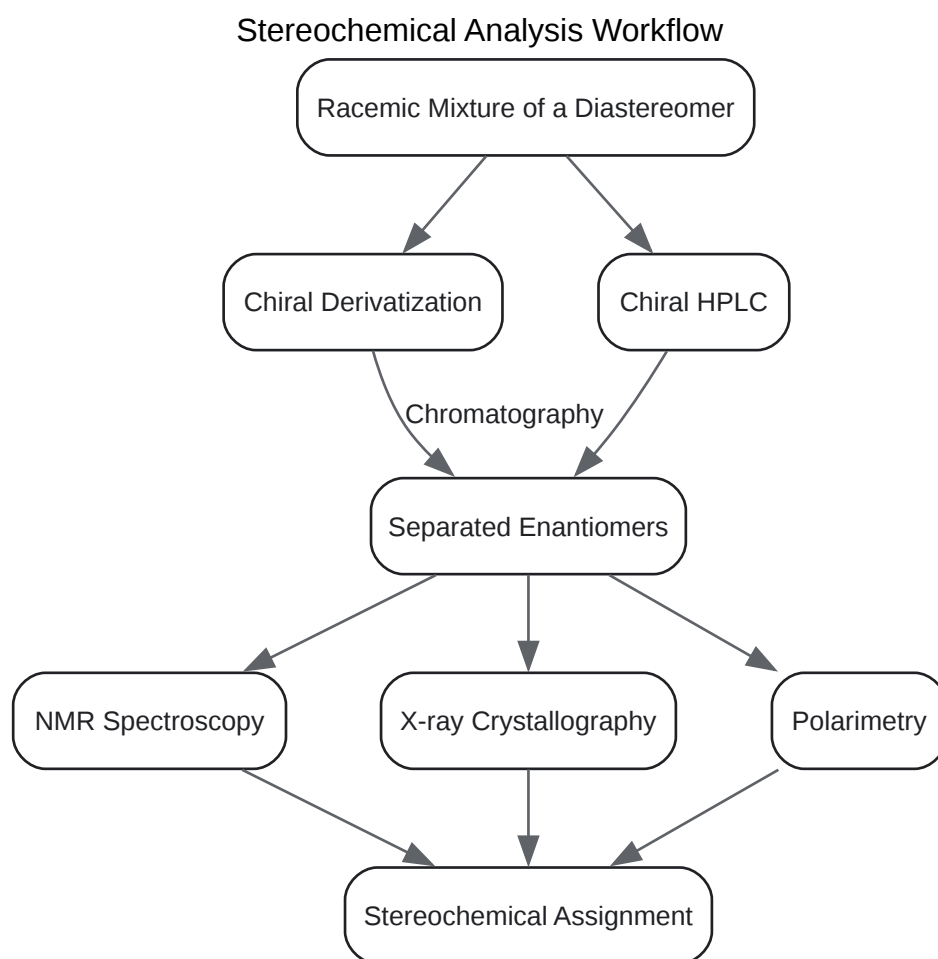 Stereochemical Analysis Workflow
Racemic Mixture of a Diastereomer
Chiral Derivatization
Chiral HPLC
Chromatography
Separated Enantiomers
NMR Spectroscopy
X-ray Crystallography
Polarimetry
Stereochemical Assignment